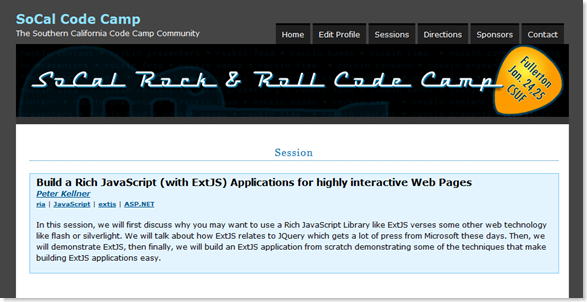 SoCal Code Camp
The Southern California Code Camp Community
Home Edit Profile Sessions Directions Sponsors Contact
SoCal Rock & Roll Code Camp
Fullerton
Jan. 24,25
CSUF
Session
Build a Rich JavaScript (with ExtJS) Applications for highly interactive Web Pages
Peter Kellner
ria | JavaScript | extjs | ASP.NET
In this session, we will first discuss why you may want to use a Rich JavaScript Library like ExtJS verses some other web technology
like flash or silverlight. We will talk about how ExtJS relates to JQuery which gets a lot of press from Microsoft these days. Then, we
will demonstrate ExtJS, then finally, we will build an ExtJS application from scratch demonstrating some of the techniques that make
building ExtJS applications easy.